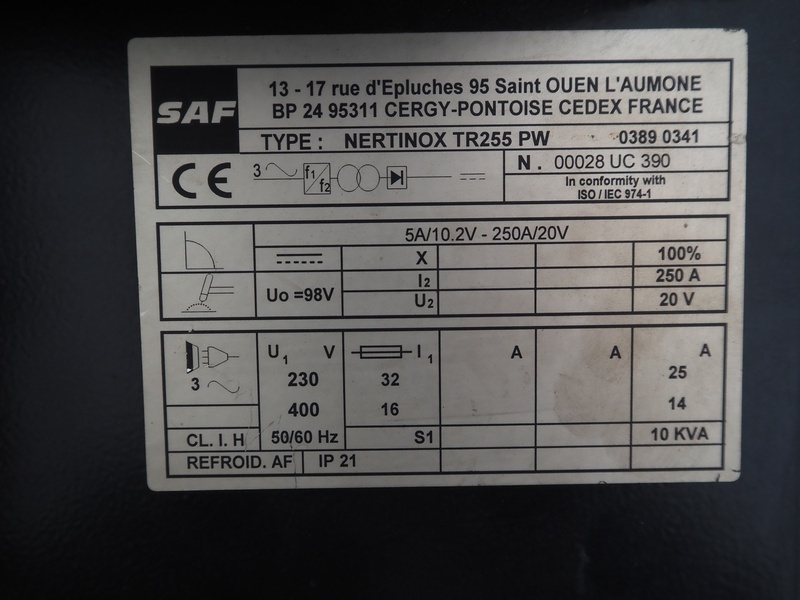 SAF
13 - 17 rue d'Epluches 95 Saint OUEN L'AUMONE
BP 24 95311 CERGY-PONTOISE CEDEX FRANCE
TYPE : NERTINOX TR255 PW 0389 0341
CE 3 f1 f2 N . 00028 UC 390
In conformity with
ISO / IEC 974-1
5A/10.2V - 250A/20V
X 100%
I2 250 A
Uo =98V U2 20 V
U1 V I1 A A A
3 230 32 25
400 16 14
CL. I. H 50/60 Hz S1 10 KVA
REFROID. AF IP 21